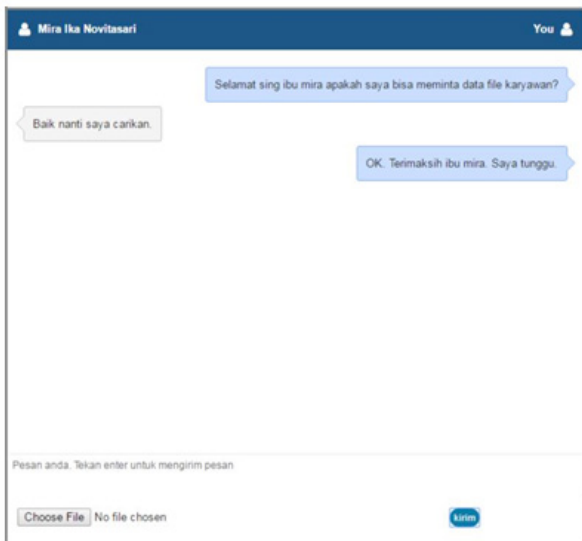 Mira Ika Novitasari
You
Selamat sing ibu mira apakah saya bisa meminta data file karyawan?
Baik nanti saya carikan.
OK. Terimaksih ibu mira. Saya tunggu.
Pesan anda. Tekan enter untuk mengirim pesan
Choose File No file chosen
kirim